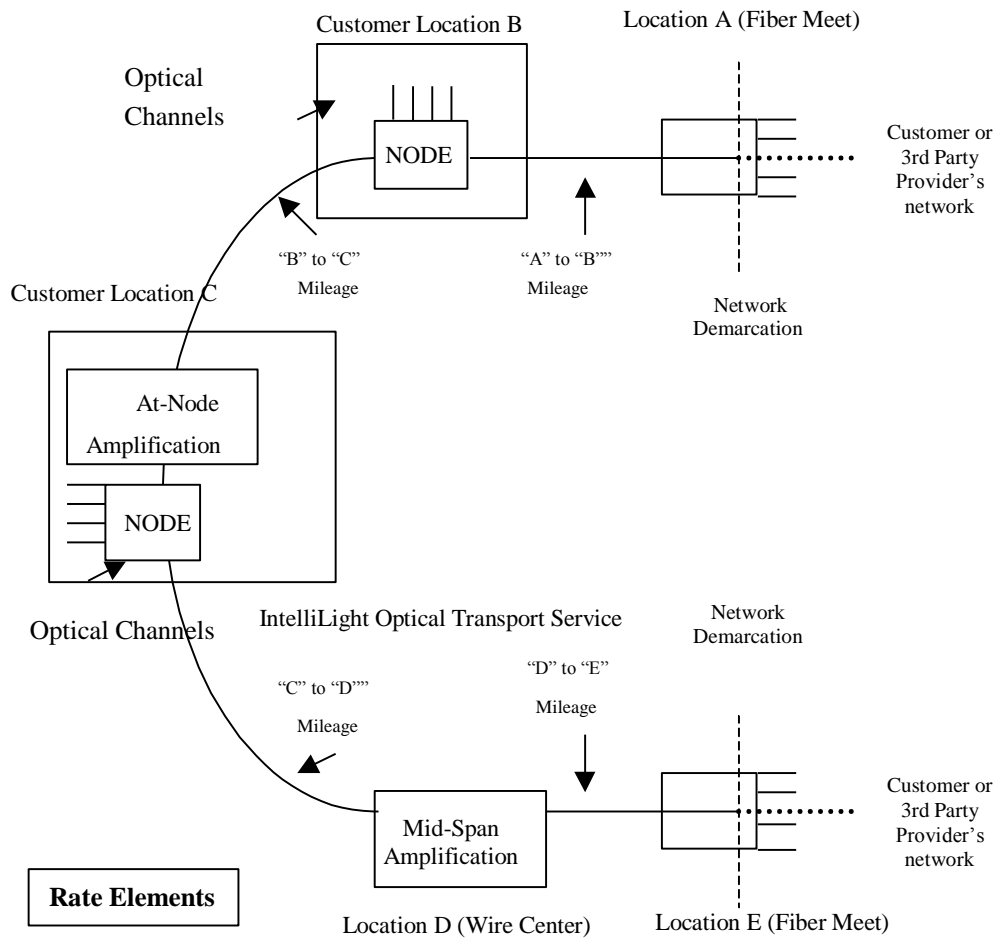 Customer Location B
Location A (Fiber Meet)
Optical
Channels
NODE
Customer or
3rd Party
Provider's
network
“B” to “C”
Mileage
“A” to “B””
Mileage
Network
Demarcation
Customer Location C
At-Node
Amplification
NODE
Optical Channels
IntelliLight Optical Transport Service
Network
Demarcation
“C” to “D””
Mileage
“D” to “E”
Mileage
Mid-Span
Amplification
Customer or
3rd Party
Provider's
network
Rate Elements
Location D (Wire Center)
Location E (Fiber Meet)